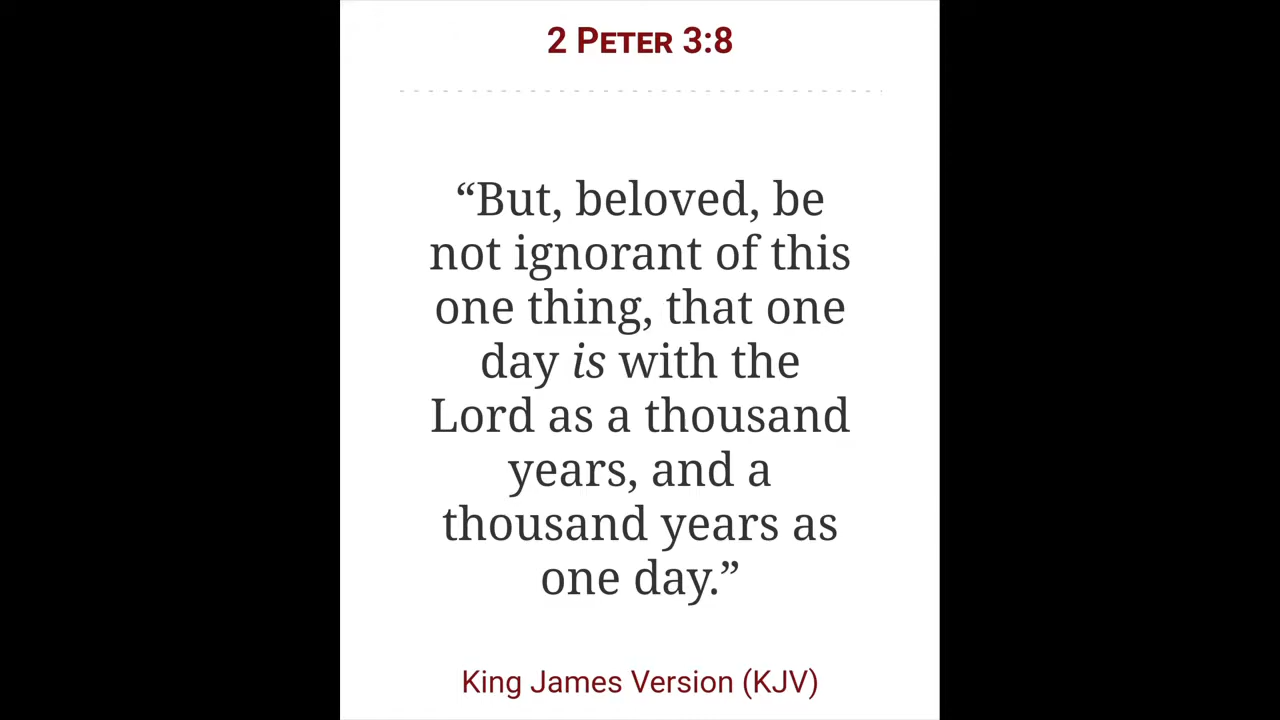 2 Peter 3:8
“But, beloved, be
not ignorant of this
one thing, that one
day is with the
Lord as a thousand
years, and a
thousand years as
one day.”
King James Version (KJV)